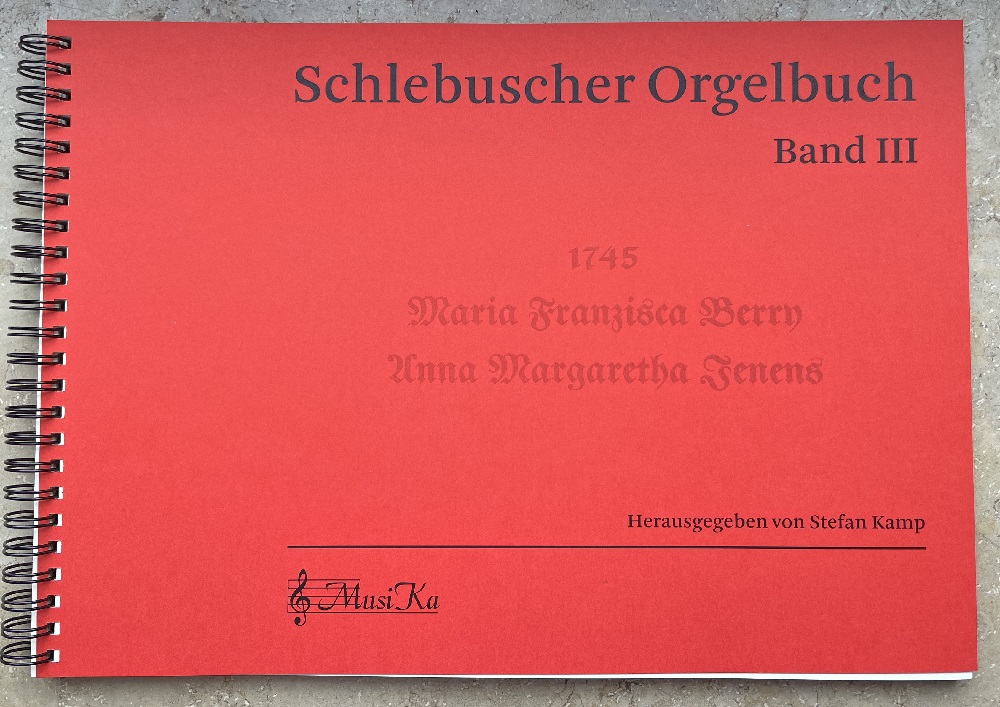 Schlebuscher Orgelbuch
Band III
1745
Maria Franzisca Berry
Anna Margaretha Jenens
Herausgegeben von Stefan Kamp
MusiKa